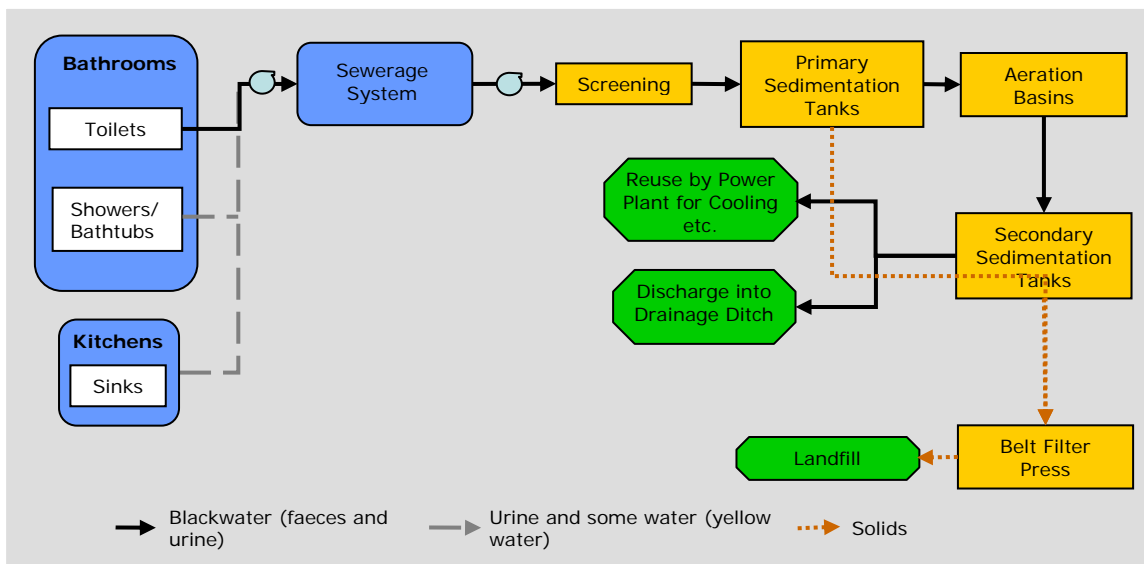 Bathrooms
Toilets
Showers/
Bathtubs
Kitchens
Sinks
Sewerage
System
Screening
Primary
Sedimentation
Tanks
Aeration
Basins
Reuse by Power
Plant for Cooling
etc.
Secondary
Sedimentation
Tanks
Discharge into
Drainage Ditch
Belt Filter
Press
Landfill
Blackwater (faeces and
urine)
Urine and some water (yellow
water)
Solids